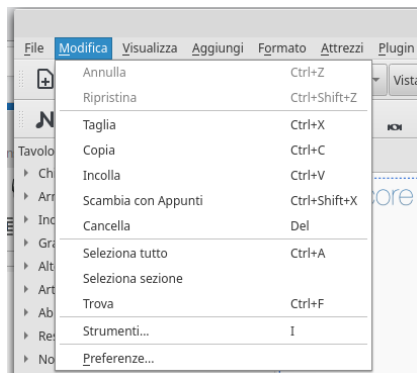 File Modifica Visualizza Aggiungi Formato Attrezzi Plugin
Annulla Ctrl+Z
Ripristina Ctrl+Shift+Z
Taglia Ctrl+X
Copia Ctrl+C
Incolla Ctrl+V
Scambia con Appunti Ctrl+Shift+X
Cancella Del
Seleziona tutto Ctrl+A
Seleziona sezione
Trova Ctrl+F
Strumenti... I
Preferenze...
Vista
N
Tavolo
Ch
Arr
Ind
Gra
Alt
Art
Ab
Res
No
core